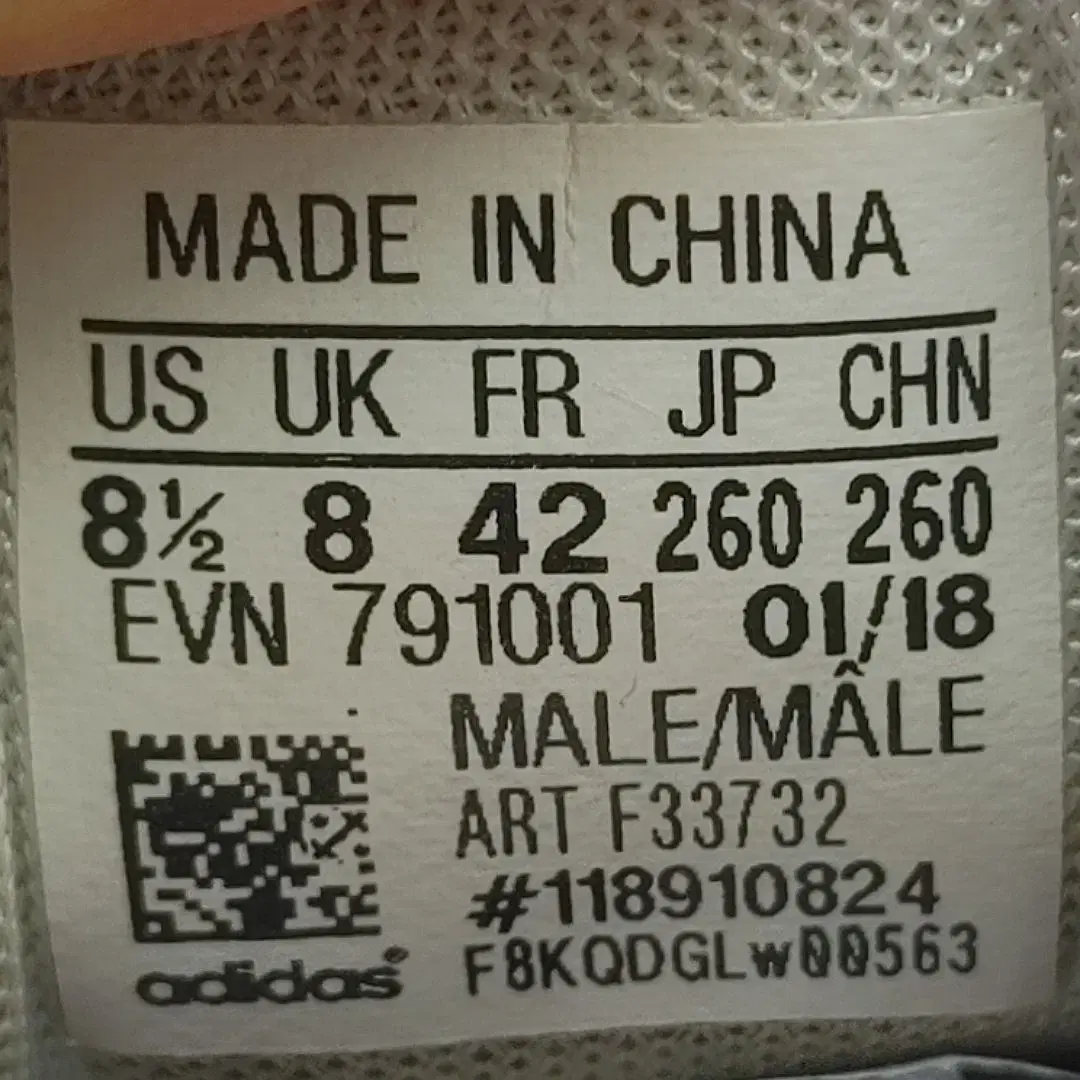 MADE IN CHINA
US UK FR JP CHN
8½ 8 42 260 260
EVN 791001 01/18
MALE/MÂLE
ART F33732
#118910824
F8KQDGLw00563
adidas®